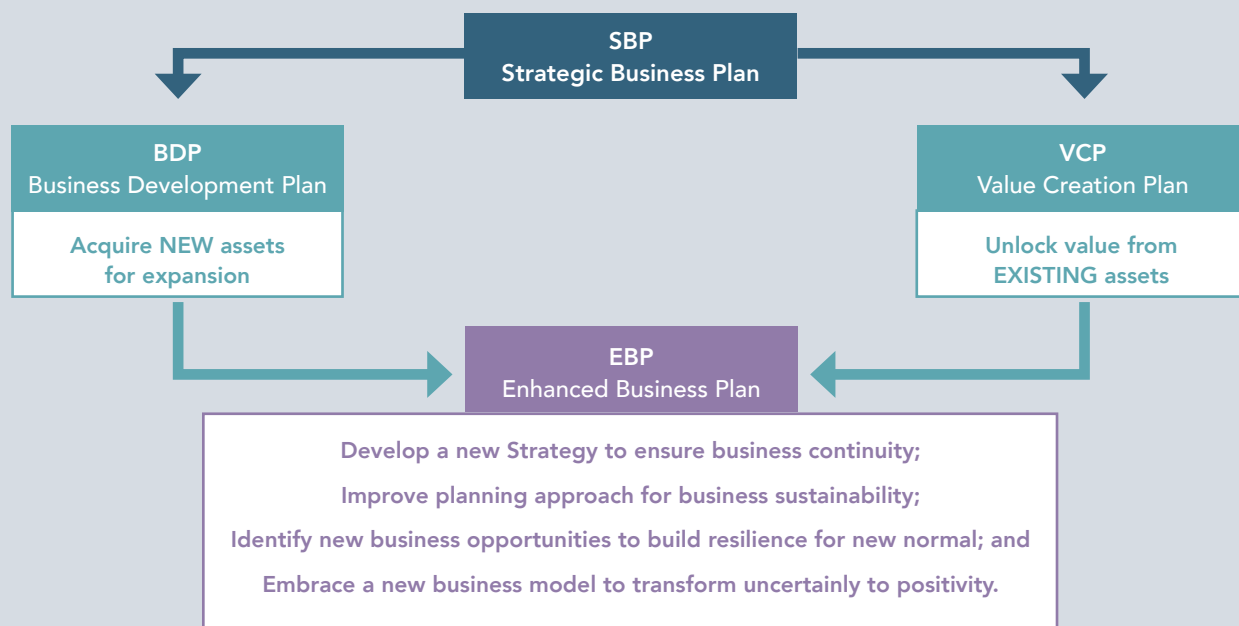 SBP
Strategic Business Plan
BDP
Business Development Plan
Acquire NEW assets
for expansion
VCP
Value Creation Plan
Unlock value from
EXISTING assets
EBP
Enhanced Business Plan
Develop a new Strategy to ensure business continuity;
Improve planning approach for business sustainability;
Identify new business opportunities to build resilience for new normal; and
Embrace a new business model to transform uncertainly to positivity.